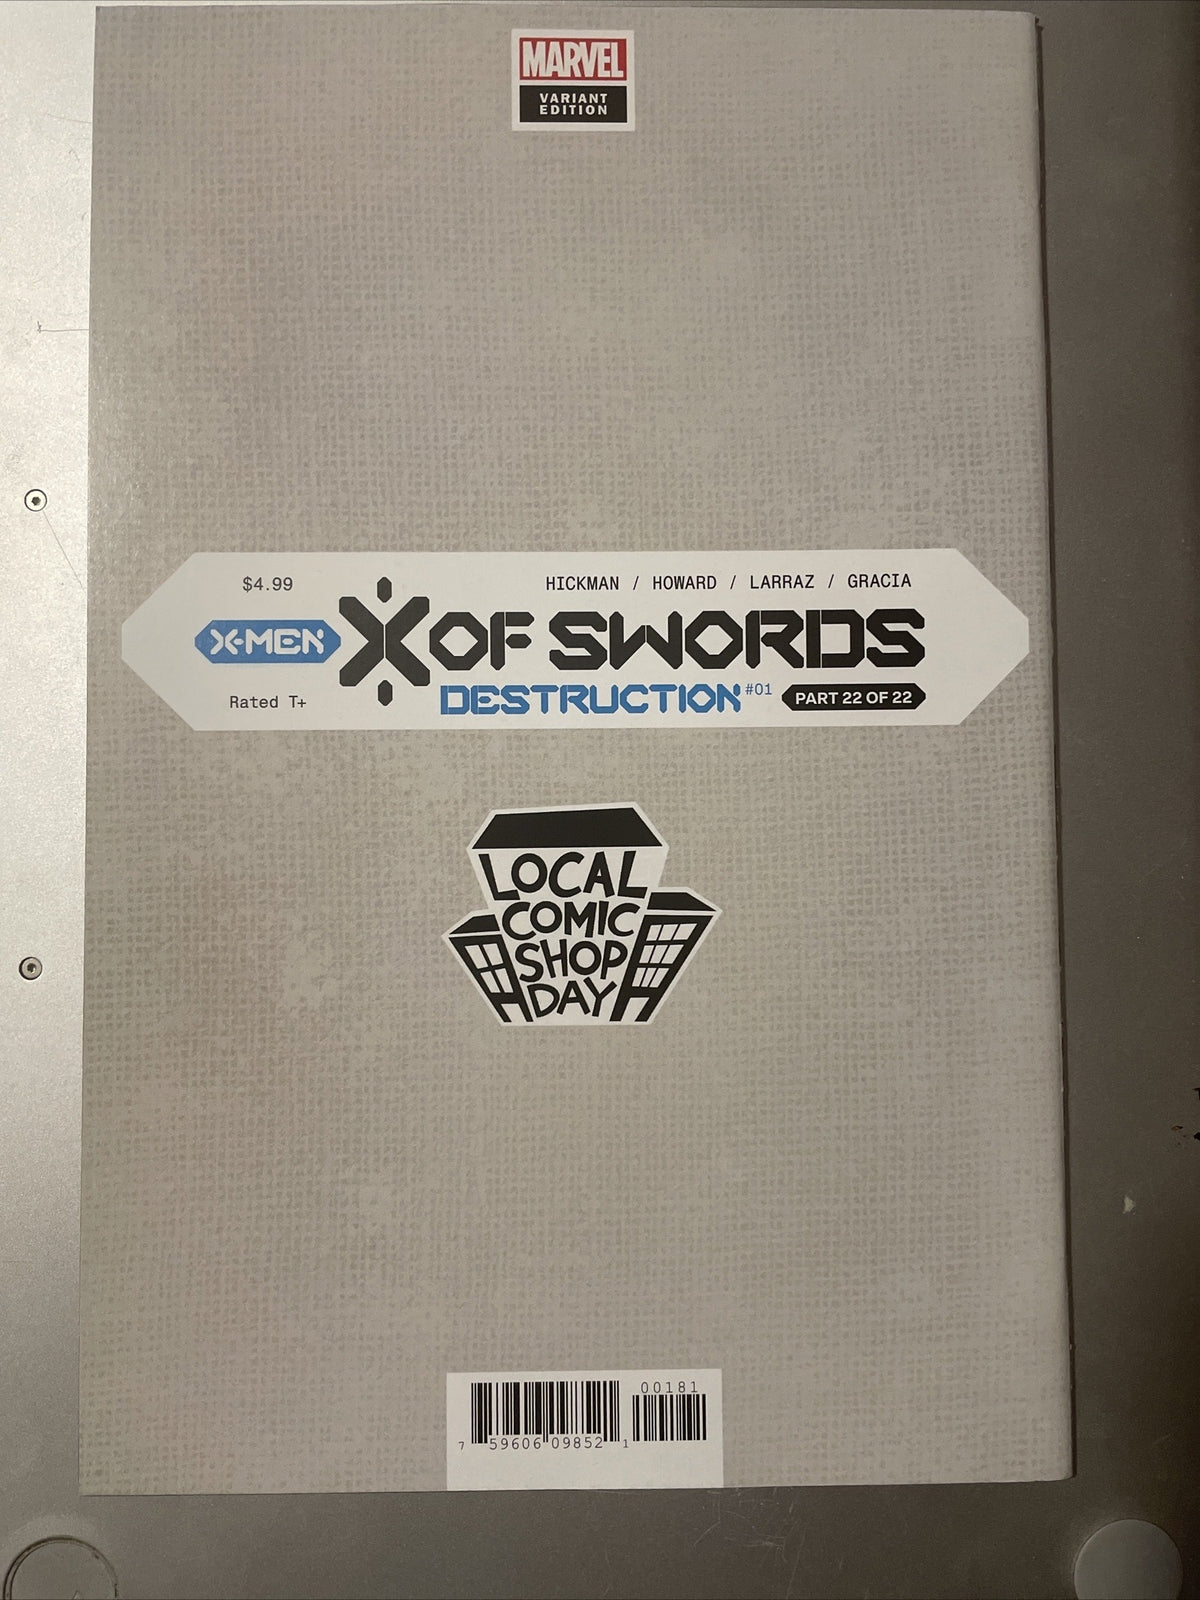 MARVEL
VARIANT
EDITION
$4.99
HICKMAN / HOWARD / LARRAZ / GRACIA
X-MEN
X OF SWORDS
DESTRUCTION #01
PART 22 OF 22
Rated T+
LOCAL
COMIC
SHOP
DAY
00181
7 59606 09852 1